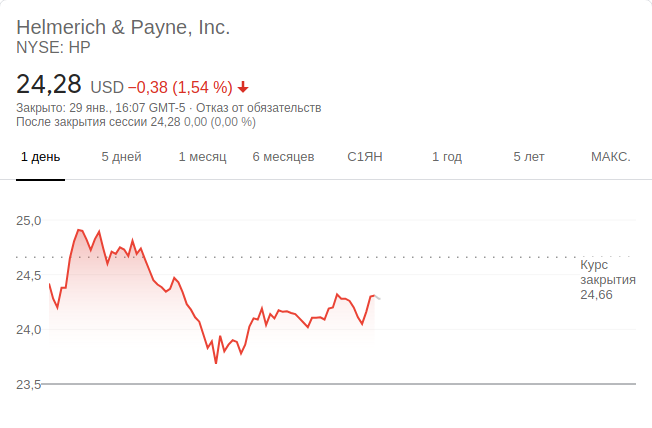 Helmerich & Payne, Inc.
NYSE: HP
24,28 USD −0,38 (1,54 %)
Закрыто: 29 янв., 16:07 GMT-5 · Отказ от обязательств
После закрытия сессии 24,28 0,00 (0,00 %)
1 день 5 дней 1 месяц 6 месяцев С1ЯН 1 год 5 лет МАКС.
25,0
Курс
закрытия
24,66
24,5
24,0
23,5